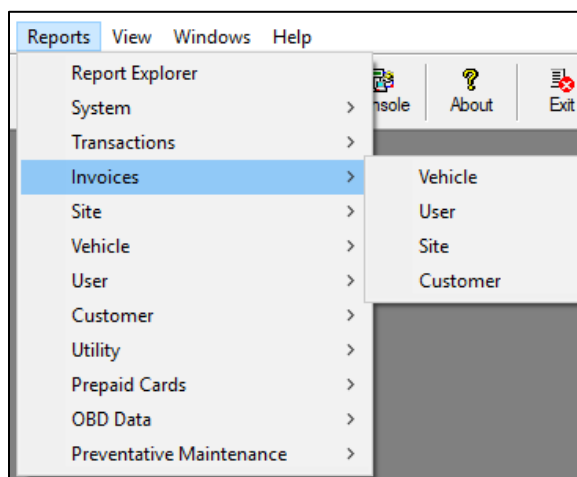 Reports View Windows Help
Report Explorer
System
Transactions
Invoices
Site
Vehicle
User
Customer
Utility
Prepaid Cards
OBD Data
Preventative Maintenance
Vehicle
User
Site
Customer
nsole About Exit